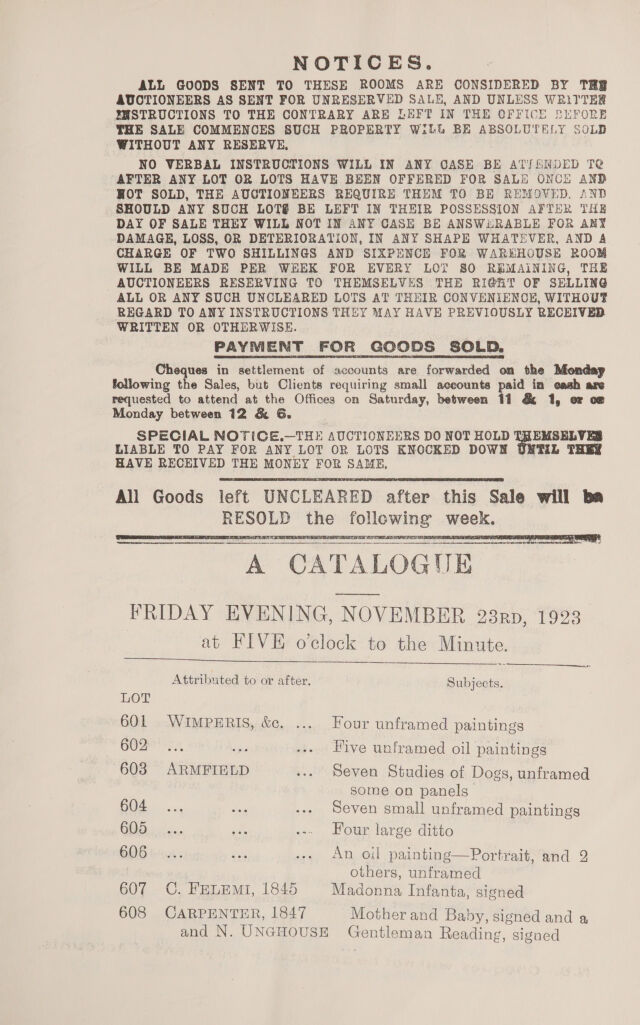 NOTICES.
ALL GOODS SENT TO THESE ROOMS ARE CONSIDERED BY THE
AUCTIONEERS AS SENT FOR UNRESERVED SALE, AND UNLESS WRITTEN
INSTRUCTIONS TO THE CONTRARY ARE LEFT IN THE OFFICE BEFORE
THE SALE COMMENCES SUCH PROPERTY WILL BE ABSOLUTELY SOLD
WITHOUT ANY RESERVE.
NO VERBAL INSTRUCTIONS WILL IN ANY CASE BE ATTENDED TO
AFTER ANY LOT OR LOTS HAVE BEEN OFFERED FOR SALE ONCE AND
NOT SOLD, THE AUCTIONEERS REQUIRE THEM TO BE REMOVED, AND
SHOULD ANY SUCH LOTS BE LEFT IN THEIR POSSESSION AFTER THE
DAY OF SALE THEY WILL NOT IN ANY CASE BE ANSWERABLE FOR ANY
DAMAGE, LOSS, OR DETERIORATION, IN ANY SHAPE WHATEVER, AND A
CHARGE OF TWO SHILLINGS AND SIXPENCE FOR WAREHOUSE ROOM
WILL BE MADE PER WEEK FOR EVERY LOT SO REMAINING, THE
AUCTIONEERS RESERVING TO THEMSELVES THE RIGHT OF SELLING
ALL OR ANY SUCH UNCLEARED LOTS AT THEIR CONVENIENCE, WITHOUT
REGARD TO ANY INSTRUCTIONS THEY MAY HAVE PREVIOUSLY RECEIVED
WRITTEN OR OTHERWISE.
PAYMENT FOR GOODS SOLD.
Cheques in settlement of accounts are forwarded on the Monday
following the Sales, but Clients requiring small accounts paid in cash are
requested to attend at the Offices on Saturday, between 11 & 1, or on
Monday between 12 & 6.
SPECIAL NOTICE.—THE AUCTIONEERS DO NOT HOLD THEMSELVES
LIABLE TO PAY FOR ANY LOT OR LOTS KNOCKED DOWN UNTIL THEY
HAVE RECEIVED THE MONEY FOR SAME.
All Goods left UNCLEARED after this Sale will be
RESOLD the following week.
A CATALOGUE
FRIDAY EVENING, NOVEMBER 23RD, 1923
at FIVE o'clock to the Minute.
Attributed to or after. Subjects.
LOT
601 WIMPERIS, &c. ... Four unframed paintings
602 ... ... ... Five unframed oil paintings
603 ARMFIELD ... Seven Studies of Dogs, unframed
some on panels
604 ... ... ... Seven small unframed paintings
605 ... ... ... Four large ditto
606 ... ... ... An oil painting—Portrait, and 2
others, unframed
607 C. FELEMI, 1845 Madonna Infanta, signed
608 CARPENTER, 1847 Mother and Baby, signed and a
and N. UNGHOUSE Gentleman Reading, signed